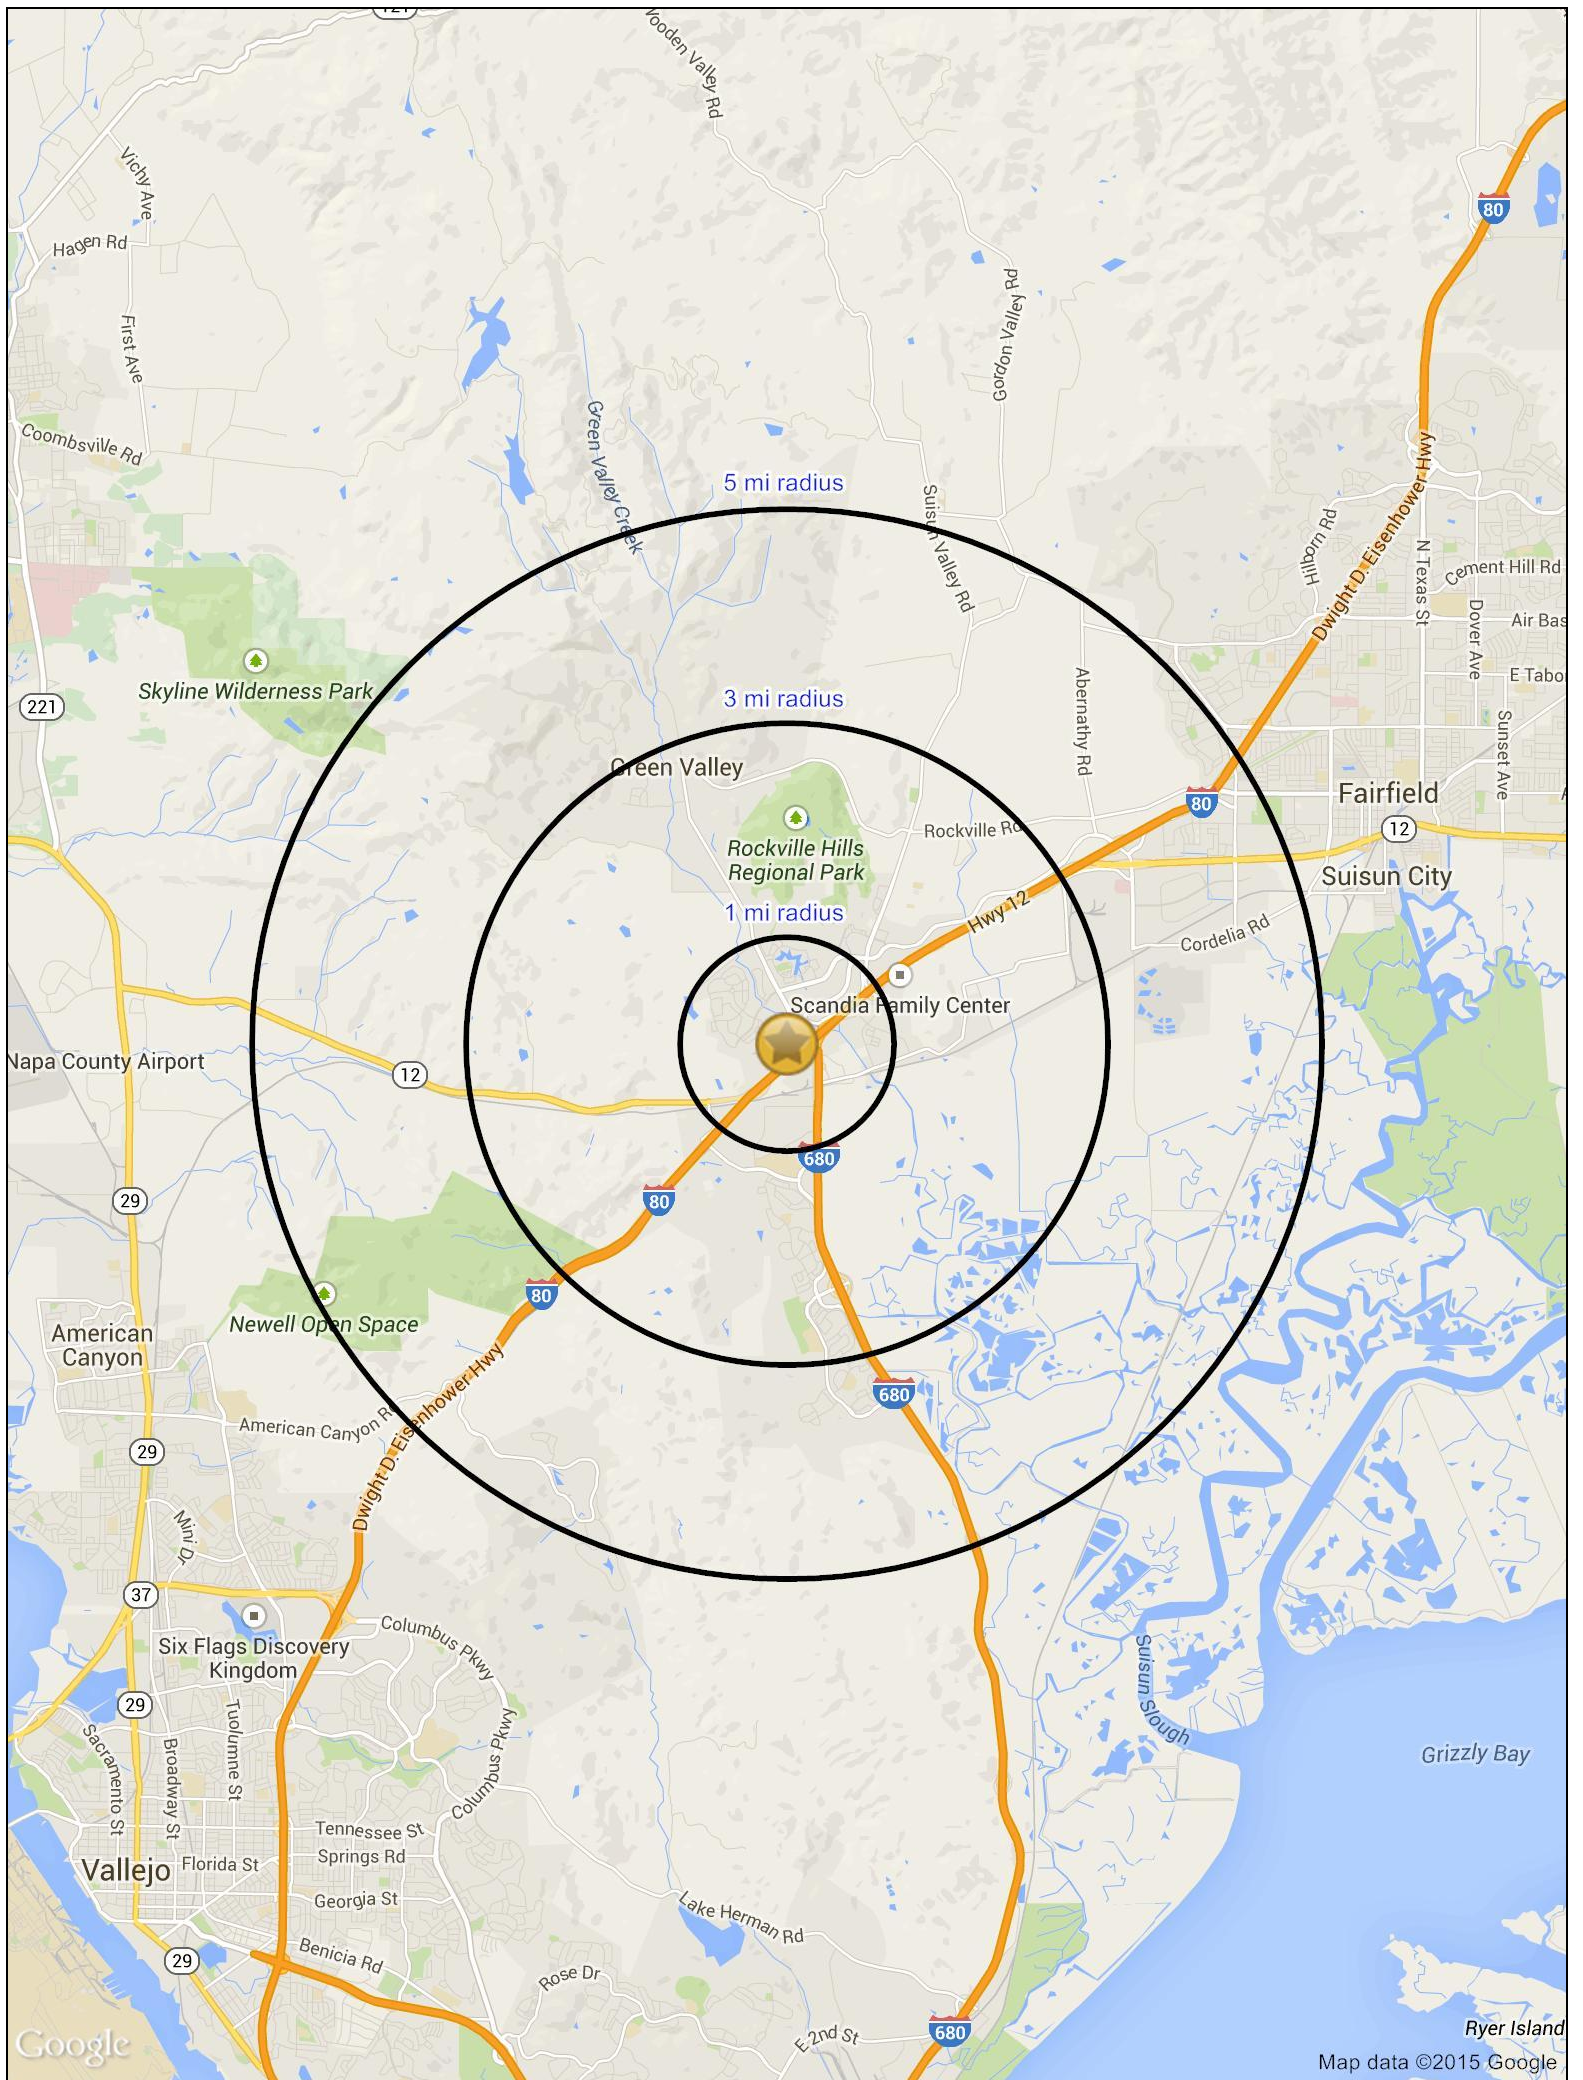 121
Wooden Valley Rd
Vichy Ave
80
Hagen Rd
Gordon Valley Rd
First Ave
Green Valley Creek
Coombsville Rd
Dwight D. Eisenhower Hwy
5 mi radius
Suisun Valley Rd
Hilborn Rd
N Texas St
Cement Hill Rd
Dover Ave
Air Bas
Skyline Wilderness Park
Abernathy Rd
E Tabo
221
3 mi radius
Sunset Ave
Green Valley
80
Fairfield
12
Rockville Rd
Rockville Hills
Regional Park
Suisun City
1 mi radius
Hwy 12
Cordelia Rd
Scandia Family Center
Napa County Airport
12
680
29
80
80
Newell Open Space
American
Canyon
680
American Canyon Rd
Dwight D. Eisenhower Hwy
29
Mini Dr
37
Six Flags Discovery
Kingdom
Columbus Pkwy
Suisun Slough
29
Tuolumne St
Sacramento St
Broadway St
Columbus Pkwy
Grizzly Bay
Tennessee St
Springs Rd
Vallejo
Florida St
Georgia St
Lake Herman Rd
29
Benicia Rd
Rose Dr
680
E 2nd St
Ryer Island
Google
Map data ©2015 Google